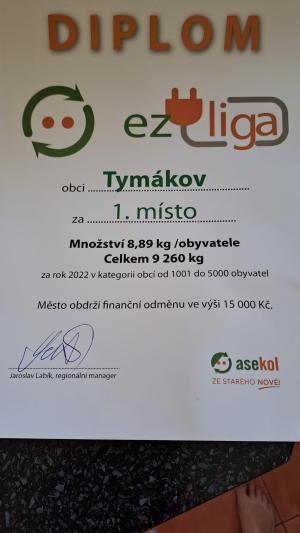 DIPLOM
ez liga
obci Tymákov
za 1. místo
Množství 8,89 kg /obyvatele
Celkem 9 260 kg
za rok 2022 v kategorii obcí od 1001 do 5000 obyvatel
Město obdrží finanční odměnu ve výši 15 000 Kč.
Jaroslav Labík, regionální manager
asekol
ZE STARÉHO NOVÉ!